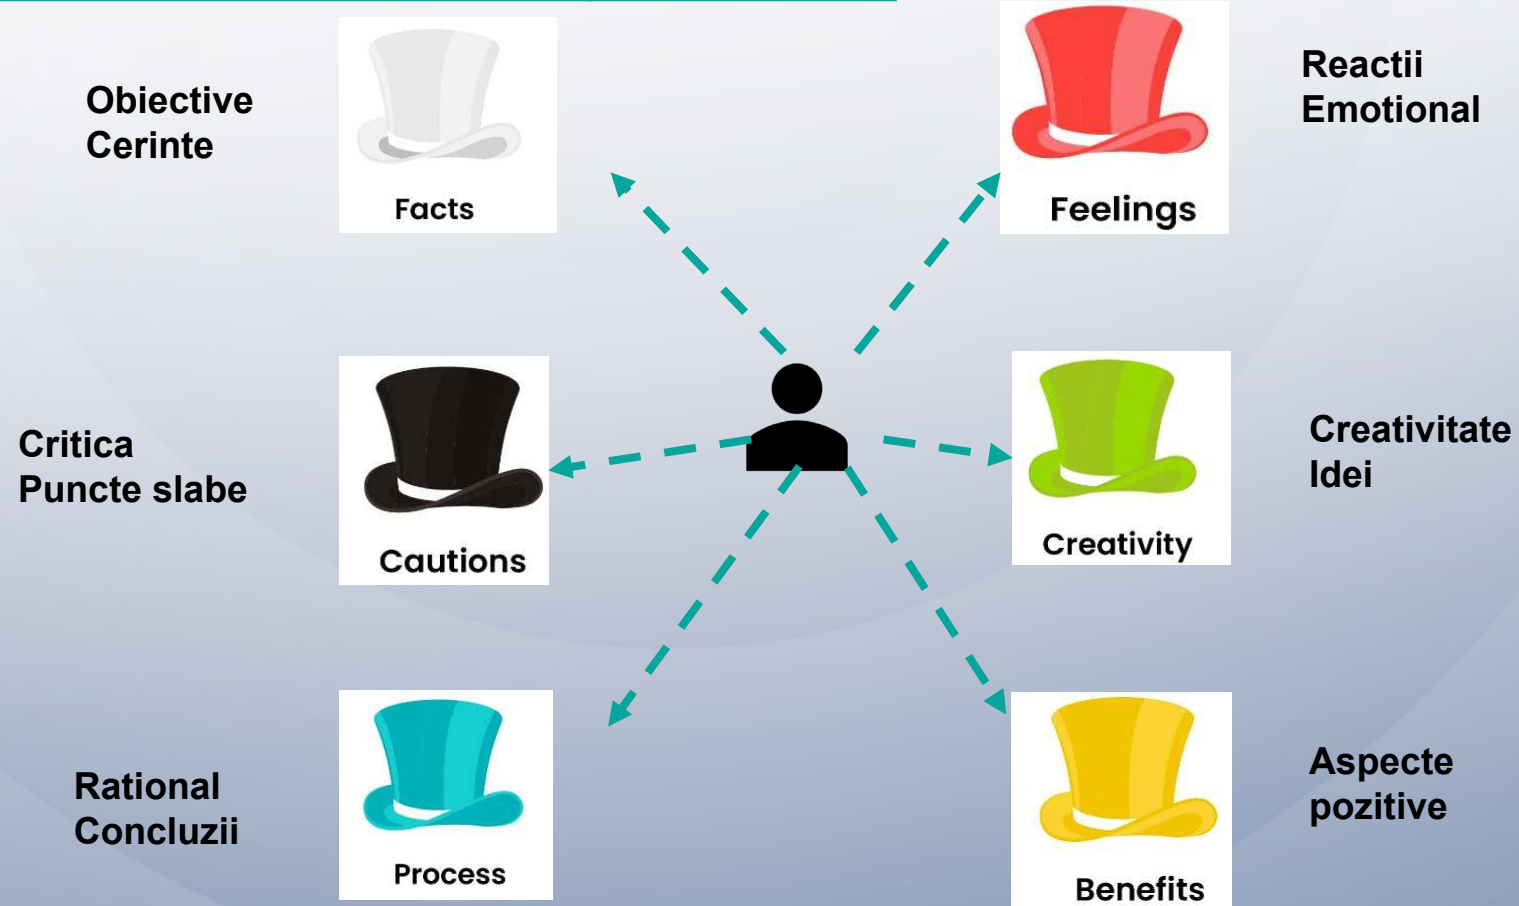 Obiective
Cerinte
Facts
Feelings
Reactii
Emotional
Critica
Puncte slabe
Cautions
Creativity
Creativitate
Idei
Rational
Concluzii
Process
Benefits
Aspecte
pozitive